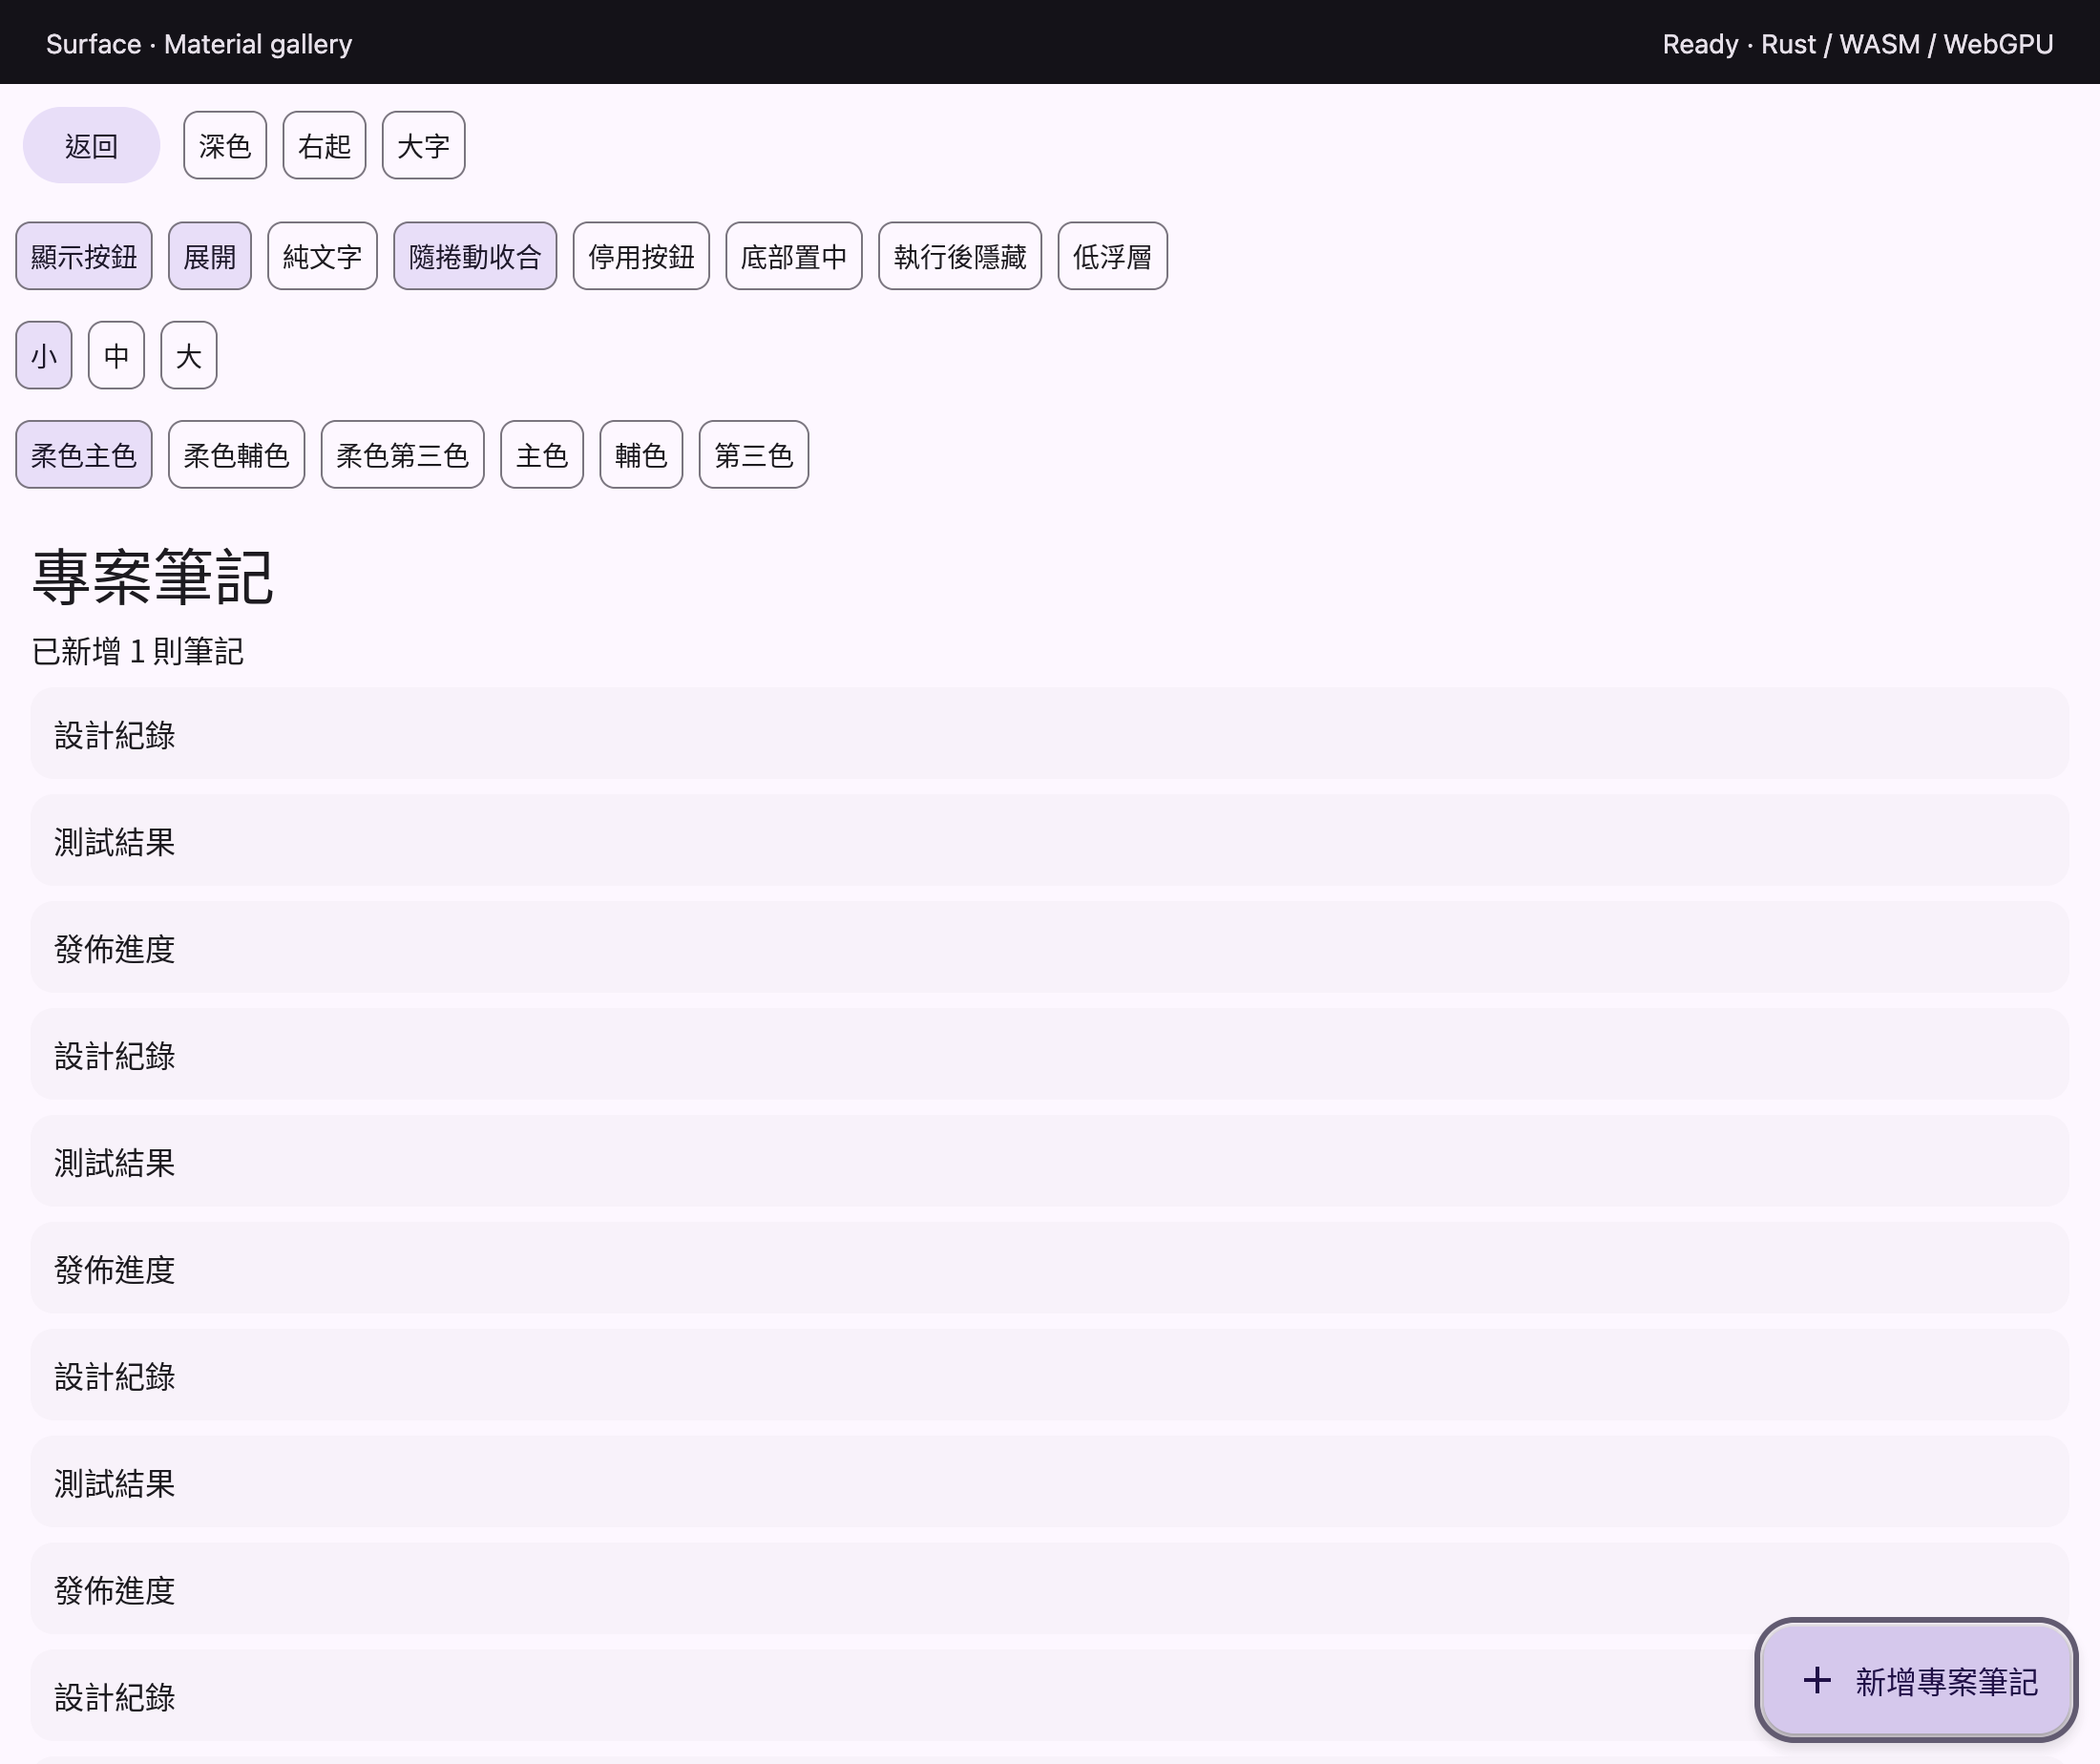 Surface · Material gallery
Ready · Rust / WASM / WebGPU
返回 深色 右起 大字
顯示按鈕 展開 純文字 隨捲動收合 停用按鈕 底部置中 執行後隱藏 低浮層
小 中 大
柔色主色 柔色輔色 柔色第三色 主色 輔色 第三色
專案筆記
已新增 1 則筆記
設計紀錄
測試結果
發佈進度
設計紀錄
測試結果
發佈進度
設計紀錄
測試結果
發佈進度
設計紀錄
新增專案筆記